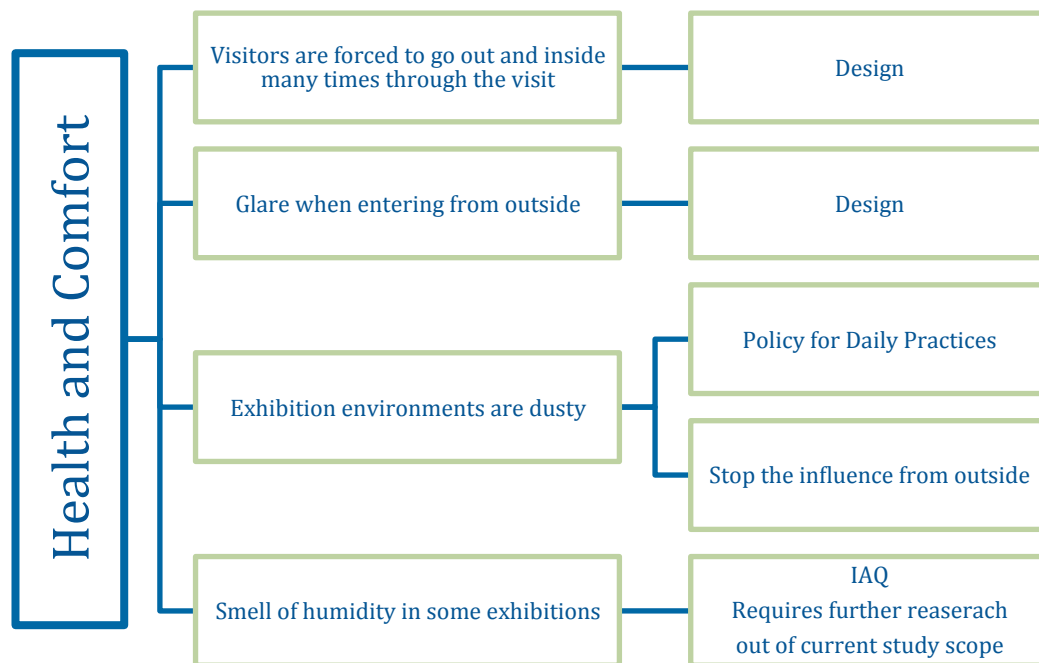 Health and Comfort
Visitors are forced to go out and inside
many times through the visit
Design
Glare when entering from outside
Design
Exhibition environments are dusty
Policy for Daily Practices
Stop the influence from outside
Smell of humidity in some exhibitions
IAQ
Requires further reaserach
out of current study scope